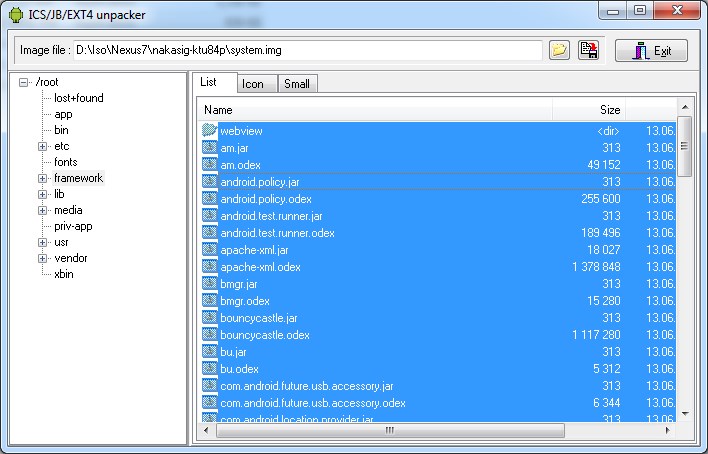 ICS/JB/EXT4 unpacker
Image file : D:\Iso\Nexus7\nakasig-ktu84p\system.img Exit
/root
lost+found
app
bin
etc
fonts
framework
lib
media
priv-app
usr
vendor
xbin
List Icon Small
Name Size
webview <dir> 13.06.
am.jar 313 13.06.
am.odex 49 152 13.06.
android.policy.jar 313 13.06.
android.policy.odex 255 600 13.06.
android.test.runner.jar 313 13.06.
android.test.runner.odex 189 496 13.06.
apache-xml.jar 18 027 13.06.
apache-xml.odex 1 378 848 13.06.
bmgr.jar 313 13.06.
bmgr.odex 15 280 13.06.
bouncycastle.jar 313 13.06.
bouncycastle.odex 1 117 280 13.06.
bu.jar 313 13.06.
bu.odex 5 312 13.06.
com.android.future.usb.accessory.jar 313 13.06.
com.android.future.usb.accessory.odex 6 344 13.06.
com.android.location.provider.jar 313 13.06.